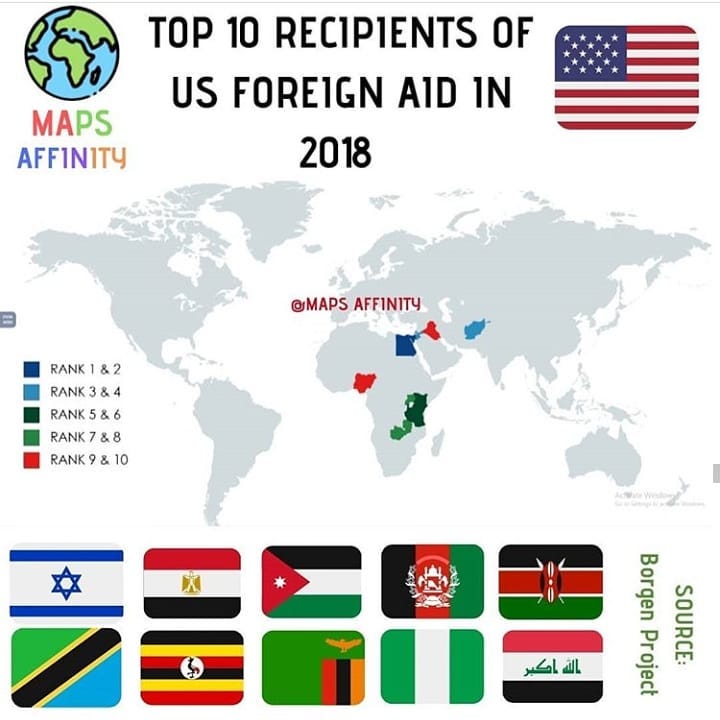 TOP 10 RECIPIENTS OF
US FOREIGN AID IN
2018
MAPS
AFFINITY
@MAPS AFFINITY
RANK 1 & 2
RANK 3 & 4
RANK 5 & 6
RANK 7 & 8
RANK 9 & 10
Activate Windows
Go to Settings to activate Windows.
الله اكبر
SOURCE:
Borgen Project